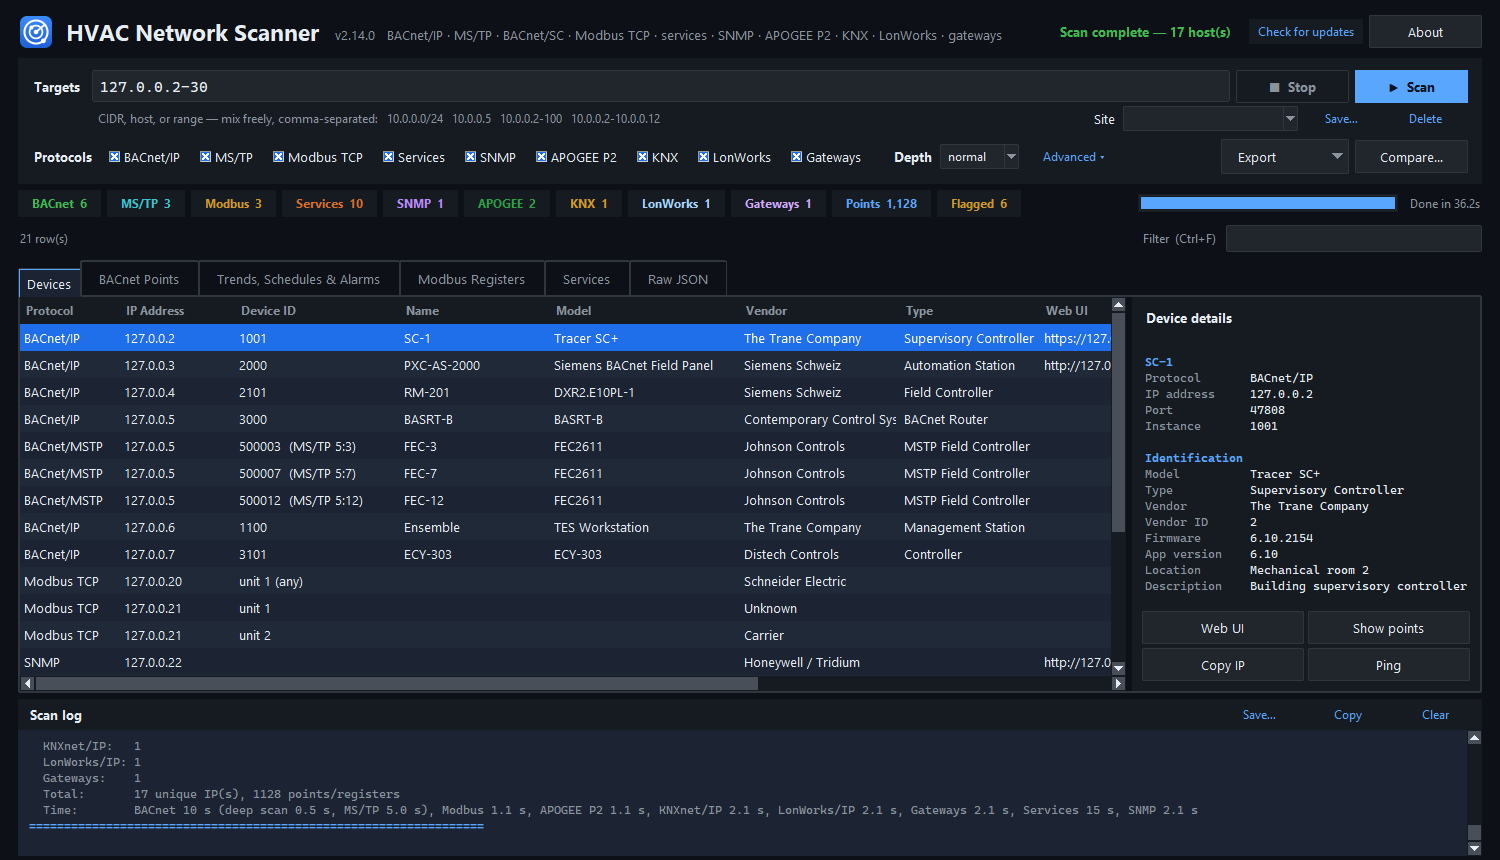 HVAC Network Scanner v2.14.0 BACnet/IP · MS/TP · BACnet/SC · Modbus TCP · services · SNMP · APOGEE P2 · KNX · LonWorks · gateways Scan complete — 17 host(s) Check for updates About
Targets 127.0.0.2-30 Stop Scan
CIDR, host, or range — mix freely, comma-separated: 10.0.0.0/24 10.0.0.5 10.0.0.2-100 10.0.0.2-10.0.0.12 Site Save... Delete
Protocols BACnet/IP MS/TP Modbus TCP Services SNMP APOGEE P2 KNX LonWorks Gateways Depth normal Advanced Export Compare...
BACnet 6 MS/TP 3 Modbus 3 Services 10 SNMP 1 APOGEE 2 KNX 1 LonWorks 1 Gateways 1 Points 1,128 Flagged 6 Done in 36.2s
21 row(s) Filter (Ctrl+F)
Devices BACnet Points Trends, Schedules & Alarms Modbus Registers Services Raw JSON
Protocol IP Address Device ID Name Model Vendor Type Web UI
BACnet/IP 127.0.0.2 1001 SC-1 Tracer SC+ The Trane Company Supervisory Controller https://127.
BACnet/IP 127.0.0.3 2000 PXC-AS-2000 Siemens BACnet Field Panel Siemens Schweiz Automation Station http://127.0
BACnet/IP 127.0.0.4 2101 RM-201 DXR2.E10PL-1 Siemens Schweiz Field Controller
BACnet/IP 127.0.0.5 3000 BASRT-B BASRT-B Contemporary Control Sys BACnet Router
BACnet/MSTP 127.0.0.5 500003 (MS/TP 5:3) FEC-3 FEC2611 Johnson Controls MSTP Field Controller
BACnet/MSTP 127.0.0.5 500007 (MS/TP 5:7) FEC-7 FEC2611 Johnson Controls MSTP Field Controller
BACnet/MSTP 127.0.0.5 500012 (MS/TP 5:12) FEC-12 FEC2611 Johnson Controls MSTP Field Controller
BACnet/IP 127.0.0.6 1100 Ensemble TES Workstation The Trane Company Management Station
BACnet/IP 127.0.0.7 3101 ECY-303 ECY-303 Distech Controls Controller
Modbus TCP 127.0.0.20 unit 1 (any) Schneider Electric
Modbus TCP 127.0.0.21 unit 1 Unknown
Modbus TCP 127.0.0.21 unit 2 Carrier
SNMP 127.0.0.22 Honeywell / Tridium http://127.0
Device details
SC-1
Protocol BACnet/IP
IP address 127.0.0.2
Port 47808
Instance 1001
Identification
Model Tracer SC+
Type Supervisory Controller
Vendor The Trane Company
Vendor ID 2
Firmware 6.10.2154
App version 6.10
Location Mechanical room 2
Description Building supervisory controller
Web UI Show points
Copy IP Ping
Scan log Save... Copy Clear
KNXnet/IP: 1
LonWorks/IP: 1
Gateways: 1
Total: 17 unique IP(s), 1128 points/registers
Time: BACnet 10 s (deep scan 0.5 s, MS/TP 5.0 s), Modbus 1.1 s, APOGEE P2 1.1 s, KNXnet/IP 2.1 s, LonWorks/IP 2.1 s, Gateways 2.1 s, Services 15 s, SNMP 2.1 s
=================================================================